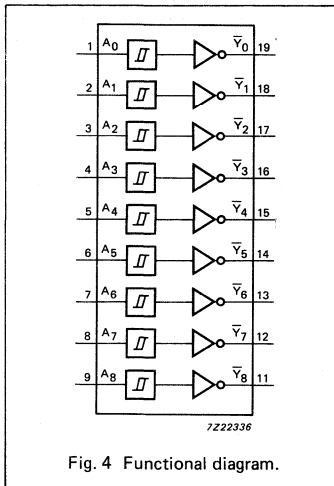 1 A0 Y̅0 19
2 A1 Y̅1 18
3 A2 Y̅2 17
4 A3 Y̅3 16
5 A4 Y̅4 15
6 A5 Y̅5 14
7 A6 Y̅6 13
8 A7 Y̅7 12
9 A8 Y̅8 11
7Z22336
Fig. 4 Functional diagram.